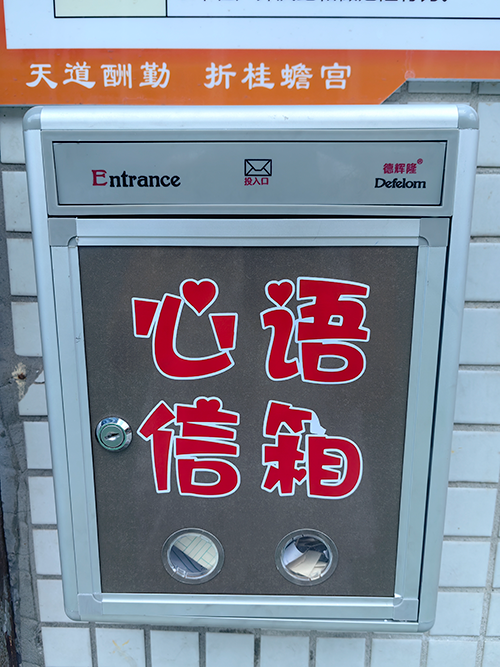 天道酬勤 折桂蟾宫
Entrance
投入口
德辉隆®
Defelom
心语
信箱